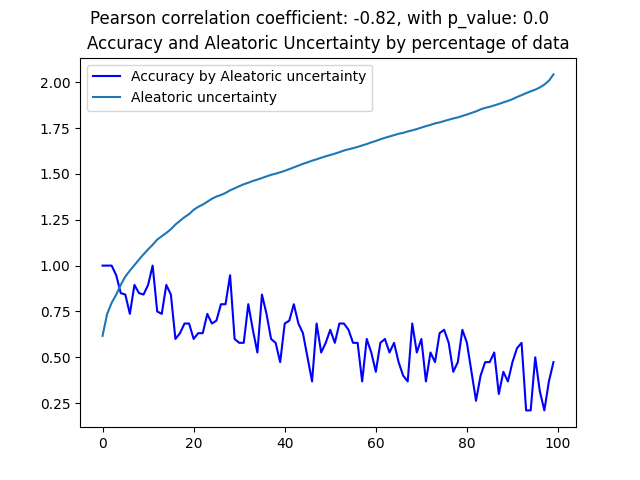 Pearson correlation coefficient: -0.82, with p_value: 0.0
Accuracy and Aleatoric Uncertainty by percentage of data
Accuracy by Aleatoric uncertainty
Aleatoric uncertainty
2.00
1.75
1.50
1.25
1.00
0.75
0.50
0.25
0 20 40 60 80 100